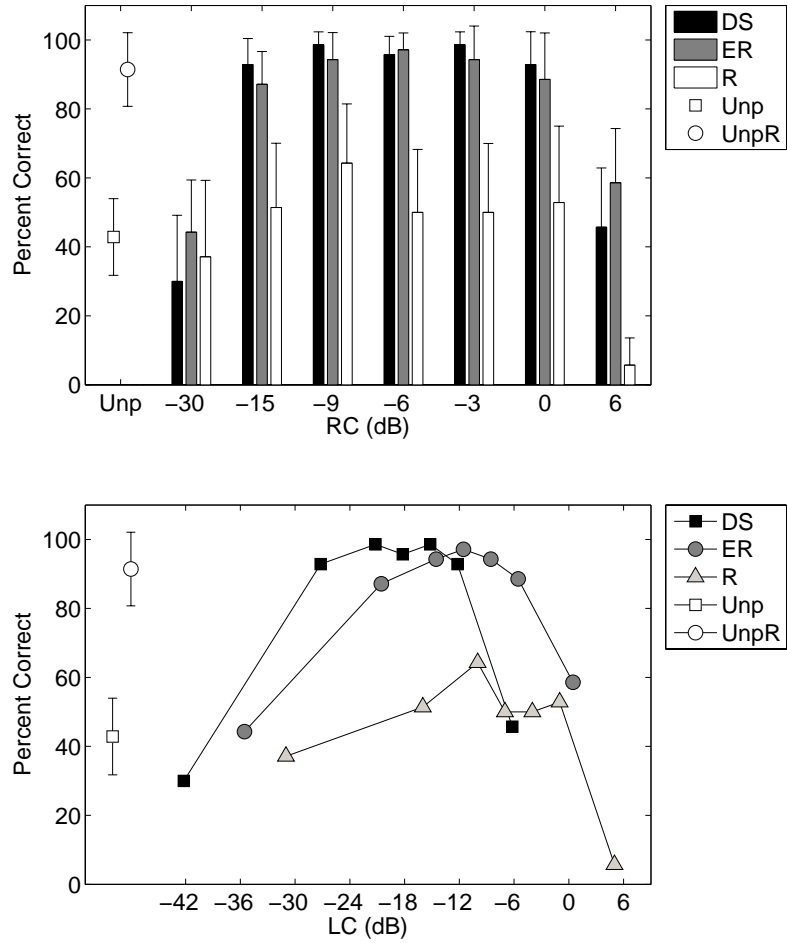 100
80
60
40
20
0
Percent Correct
Unp −30 −15 −9 −6 −3 0 6
RC (dB)
DS
ER
R
Unp
UnpR
100
80
60
40
20
0
Percent Correct
−42 −36 −30 −24 −18 −12 −6 0 6
LC (dB)
DS
ER
R
Unp
UnpR